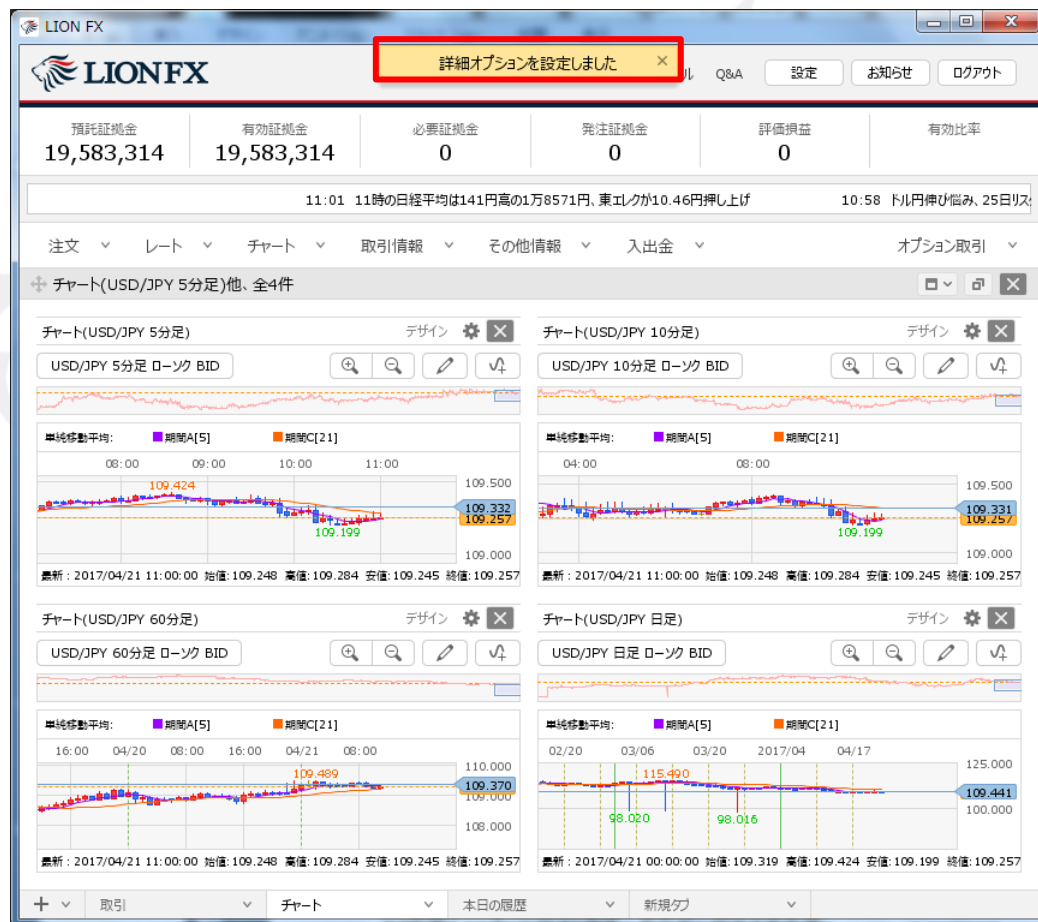 LION FX
詳細オプションを設定しました ×
LIONFX
ル Q&A 設定 お知らせ ログアウト
預託証拠金 有効証拠金 必要証拠金 発注証拠金 評価損益 有効比率
19,583,314 19,583,314 0 0 0
11:01 11時の日経平均は141円高の1万8571円、東エレクが10.46円押し上げ 10:58 ドル円伸び悩み、25日リス
注文 レート チャート 取引情報 その他情報 入出金 オプション取引
チャート(USD/JPY 5分足)他、全4件
チャート(USD/JPY 5分足) デザイン
USD/JPY 5分足 ローソク BID
単純移動平均: 期間A[5] 期間C[21]
08:00 09:00 10:00 11:00
109.424
109.500
109.332
109.257
109.199
109.000
最新:2017/04/21 11:00:00 始値:109.248 高値:109.284 安値:109.245 終値:109.257
チャート(USD/JPY 10分足) デザイン
USD/JPY 10分足 ローソク BID
単純移動平均: 期間A[5] 期間C[21]
04:00 08:00
109.500
109.331
109.257
109.199
109.000
最新:2017/04/21 11:00:00 始値:109.248 高値:109.284 安値:109.245 終値:109.257
チャート(USD/JPY 60分足) デザイン
USD/JPY 60分足 ローソク BID
単純移動平均: 期間A[5] 期間C[21]
16:00 04/20 08:00 16:00 04/21 08:00
110.000
109.489
109.370
109.000
108.000
最新:2017/04/21 11:00:00 始値:109.248 高値:109.284 安値:109.245 終値:109.257
チャート(USD/JPY 日足) デザイン
USD/JPY 日足 ローソク BID
単純移動平均: 期間A[5] 期間C[21]
02/20 03/06 03/20 2017/04 04/17
125.000
115.490
109.441
100.000
98.020 98.016
最新:2017/04/21 00:00:00 始値:109.319 高値:109.424 安値:109.199 終値:109.257
取引 チャート 本日の履歴 新規タブ